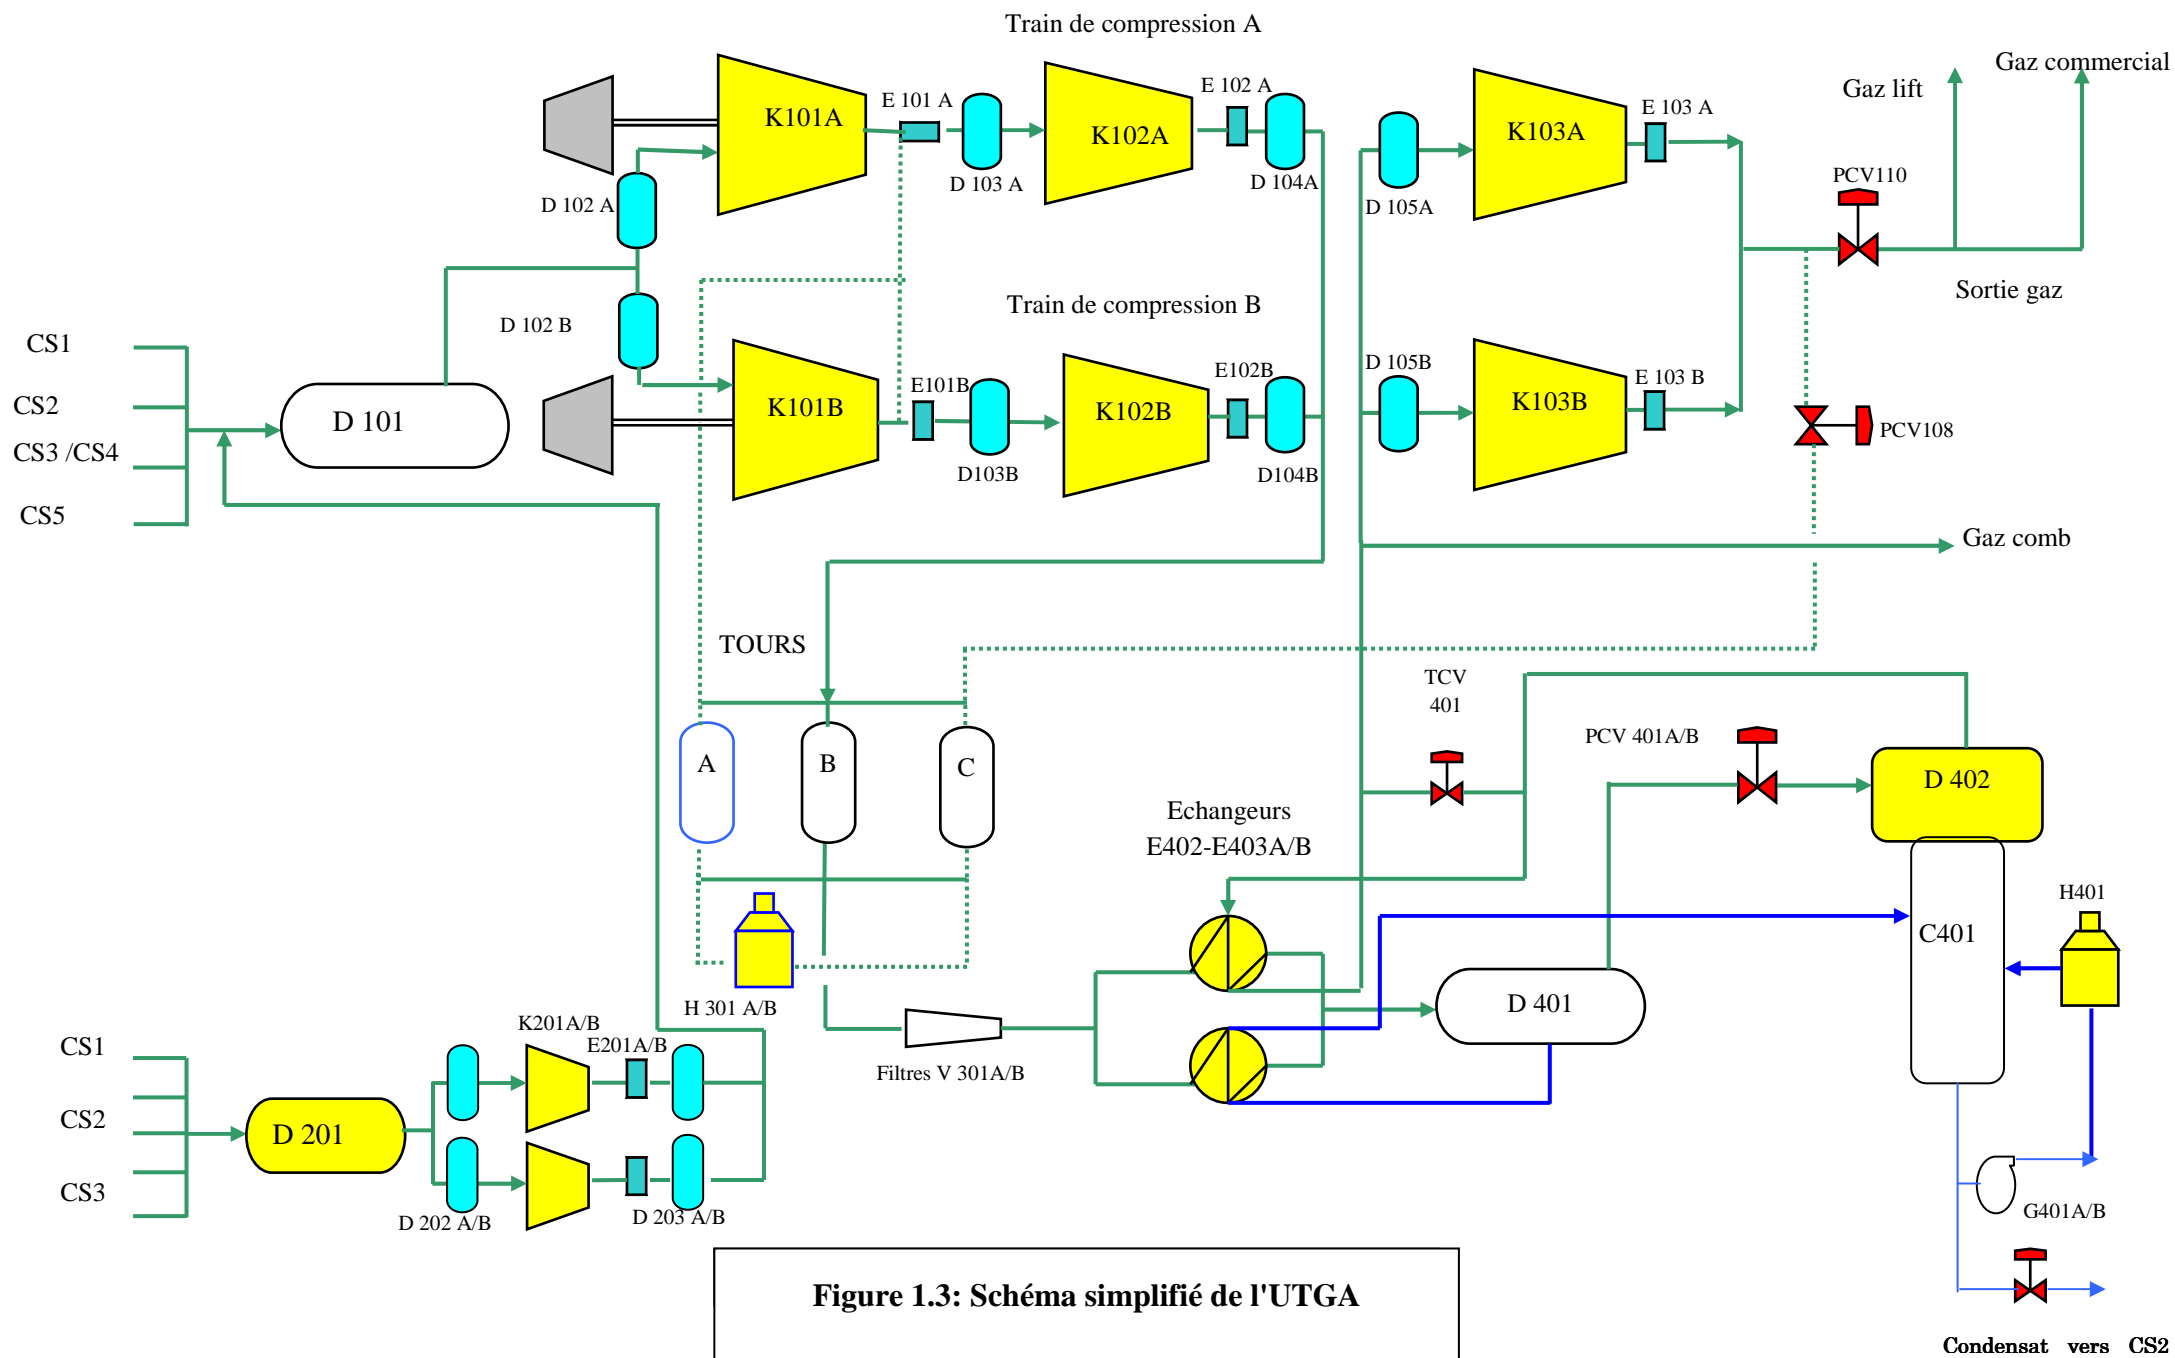 Train de compression A
Gaz commercial
Gaz lift
K101A
E 101 A
K102A
E 102 A
K103A
E 103 A
D 102 A
D 103 A
D 104A
D 105A
PCV110
Sortie gaz
Train de compression B
D 102 B
CS1
CS2
CS3 /CS4
CS5
D 101
K101B
E101B
K102B
E102B
D 105B
K103B
E 103 B
PCV108
D103B
D104B
Gaz comb
TOURS
TCV
401
PCV 401A/B
A
B
C
D 402
Echangeurs
E402-E403A/B
H401
C401
D 401
H 301 A/B
K201A/B
E201A/B
Filtres V 301A/B
CS1
CS2
CS3
D 201
D 202 A/B
D 203 A/B
G401A/B
Figure 1.3: Schéma simplifié de l'UTGA
Condensat vers CS2